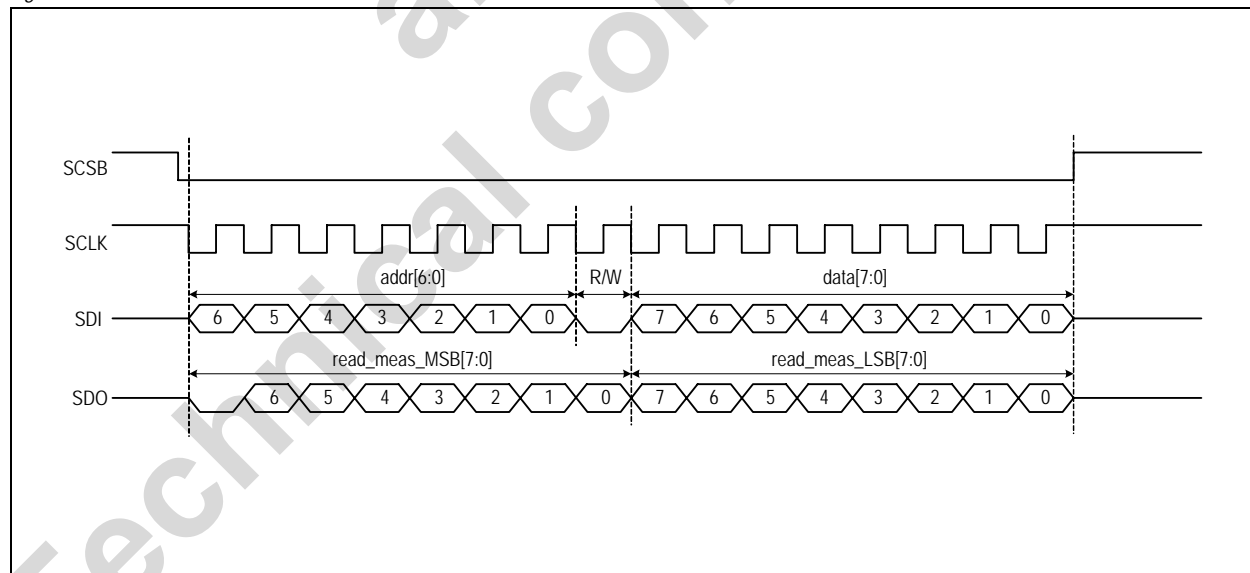 SCSB
SCLK
addr[6:0] R/W data[7:0]
SDI 6 5 4 3 2 1 0 7 6 5 4 3 2 1 0
read_meas_MSB[7:0] read_meas_LSB[7:0]
SDO 6 5 4 3 2 1 0 7 6 5 4 3 2 1 0
Technical con